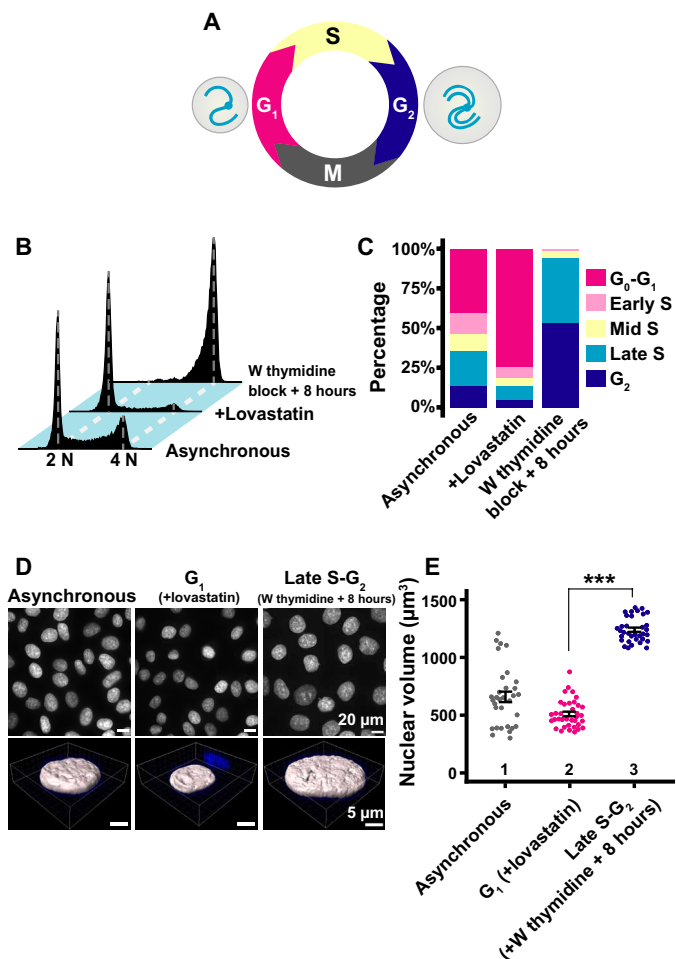 A
S
G1
G2
M
B
W thymidine
block + 8 hours
+Lovastatin
Asynchronous
2 N
4 N
C
100%
75%
50%
25%
0%
Percentage
Asynchronous
+Lovastatin
W thymidine
block + 8 hours
G0-G1
Early S
Mid S
Late S
G2
D
Asynchronous
G1
(+lovastatin)
Late S-G2
(W thymidine + 8 hours)
20 µm
5 µm
E
***
Nuclear volume (µm³)
1500
1000
500
0
1
2
3
Asynchronous
G1 (+lovastatin)
Late S-G2
(+W thymidine + 8 hours)